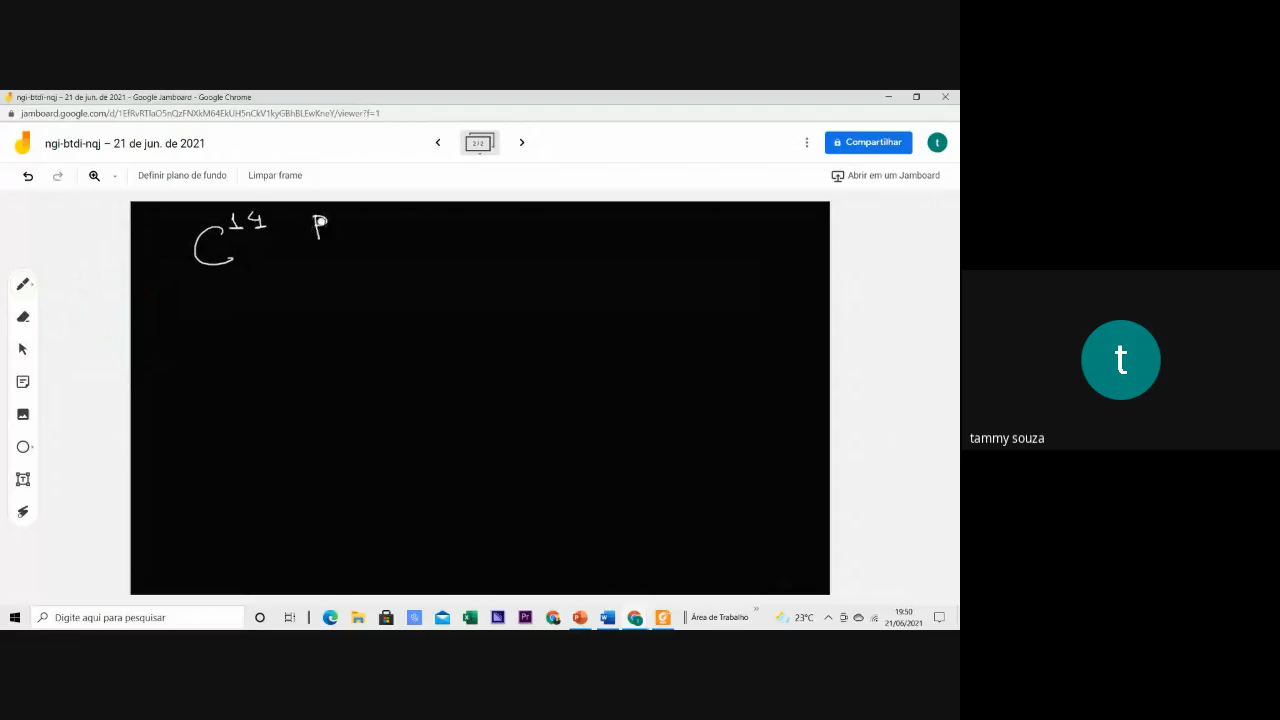 ngi-btdi-nqj – 21 de jun. de 2021 - Google Jamboard - Google Chrome
jamboard.google.com/d/1EfRvRTlaO5nQzFNXkM64EkUH5nCkV1kyGBhBLEwKneY/viewer?f=1
ngi-btdi-nqj – 21 de jun. de 2021
2/2
Compartilhar
t
Definir plano de fundo
Limpar frame
Abrir em um Jamboard
C¹⁴ P
t
tammy souza
Digite aqui para pesquisar
Área de Trabalho
23°C
19:50
21/06/2021